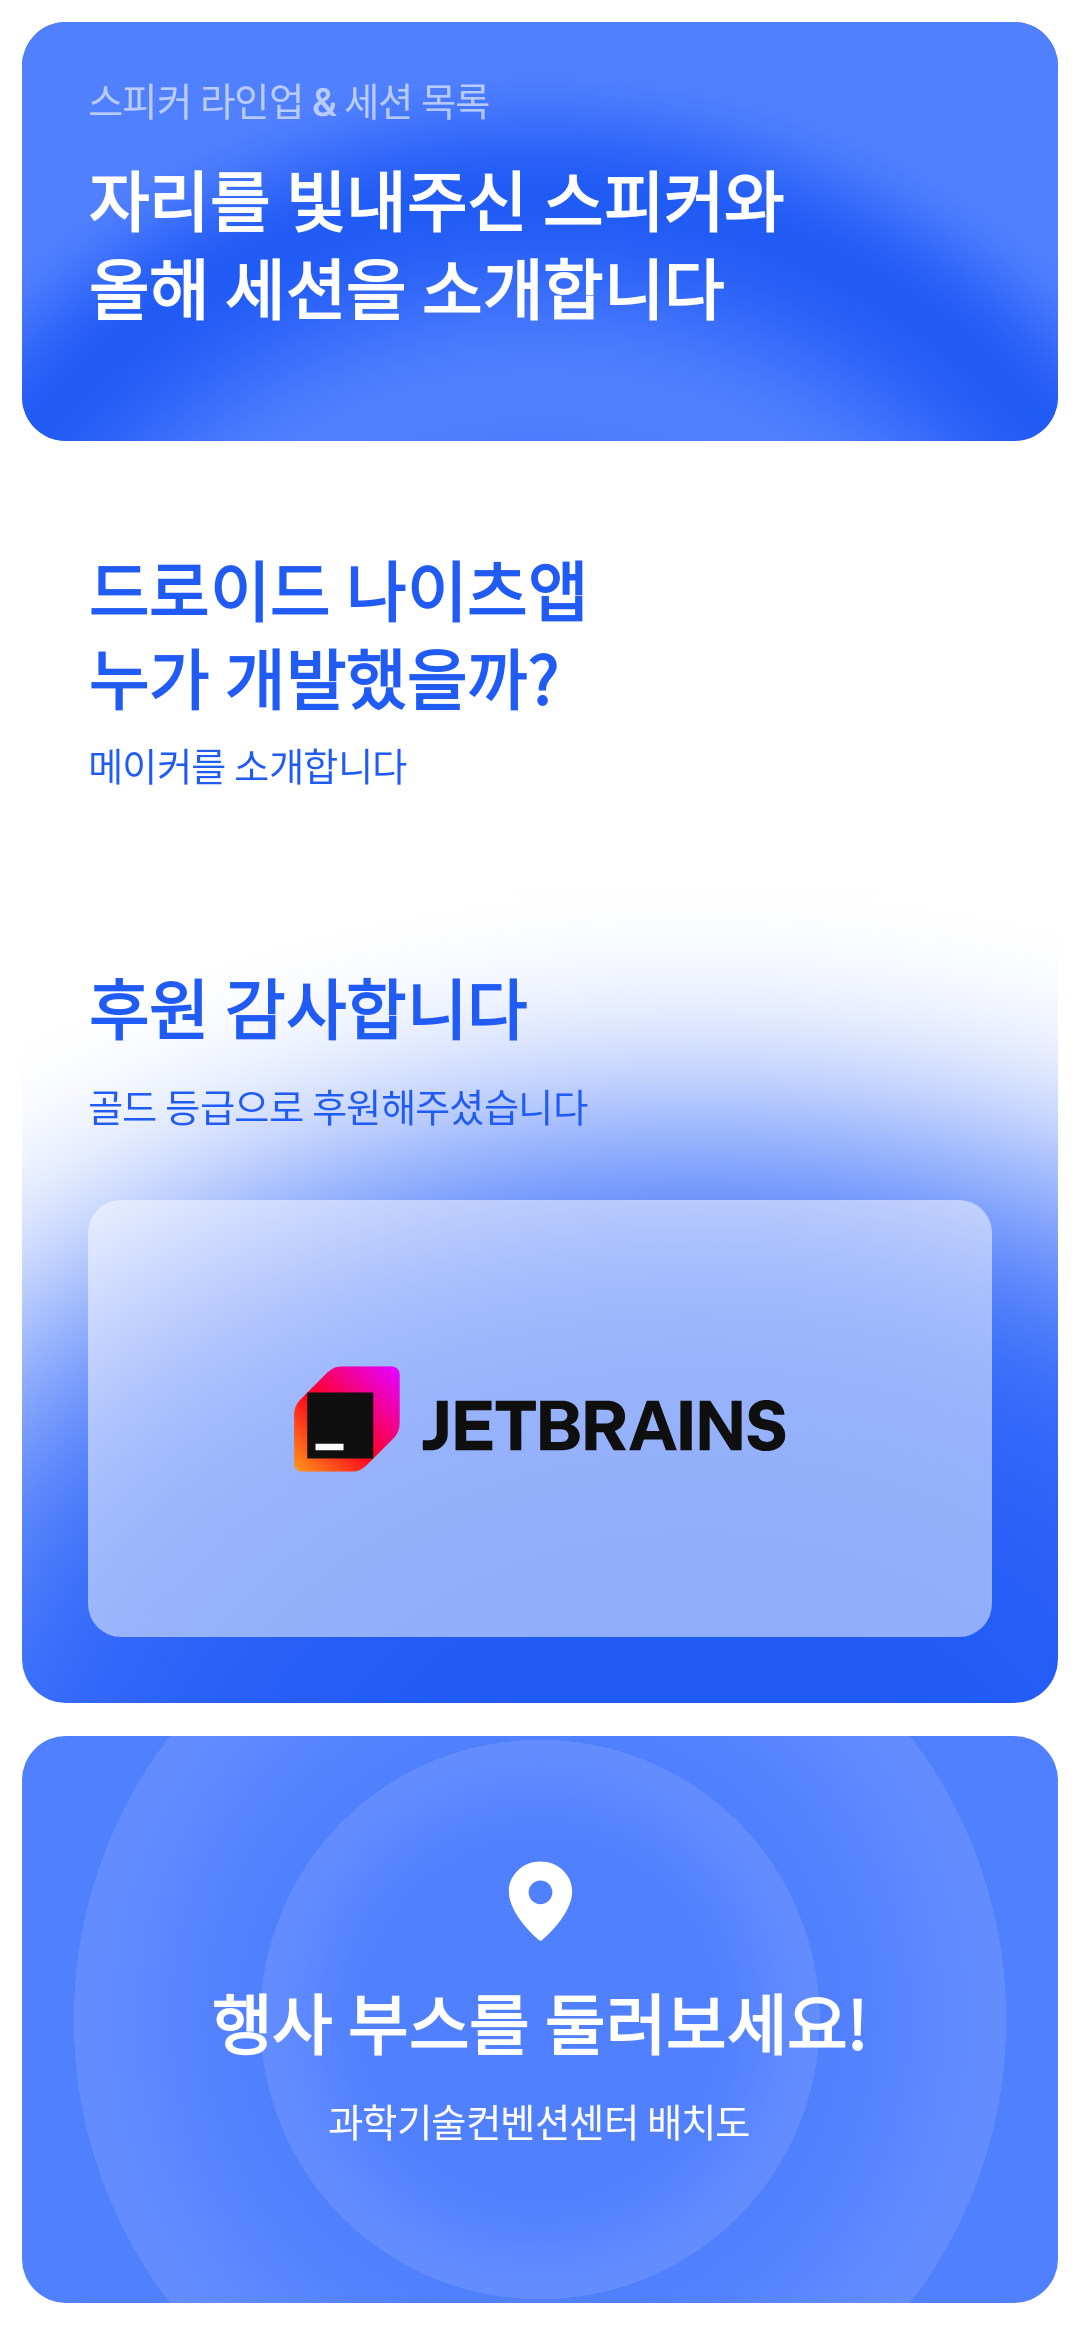 스피커 라인업 & 세션 목록
자리를 빛내주신 스피커와
올해 세션을 소개합니다
드로이드 나이츠앱
누가 개발했을까?
메이커를 소개합니다
후원 감사합니다
골드 등급으로 후원해주셨습니다
JETBRAINS
행사 부스를 둘러보세요!
과학기술컨벤션센터 배치도